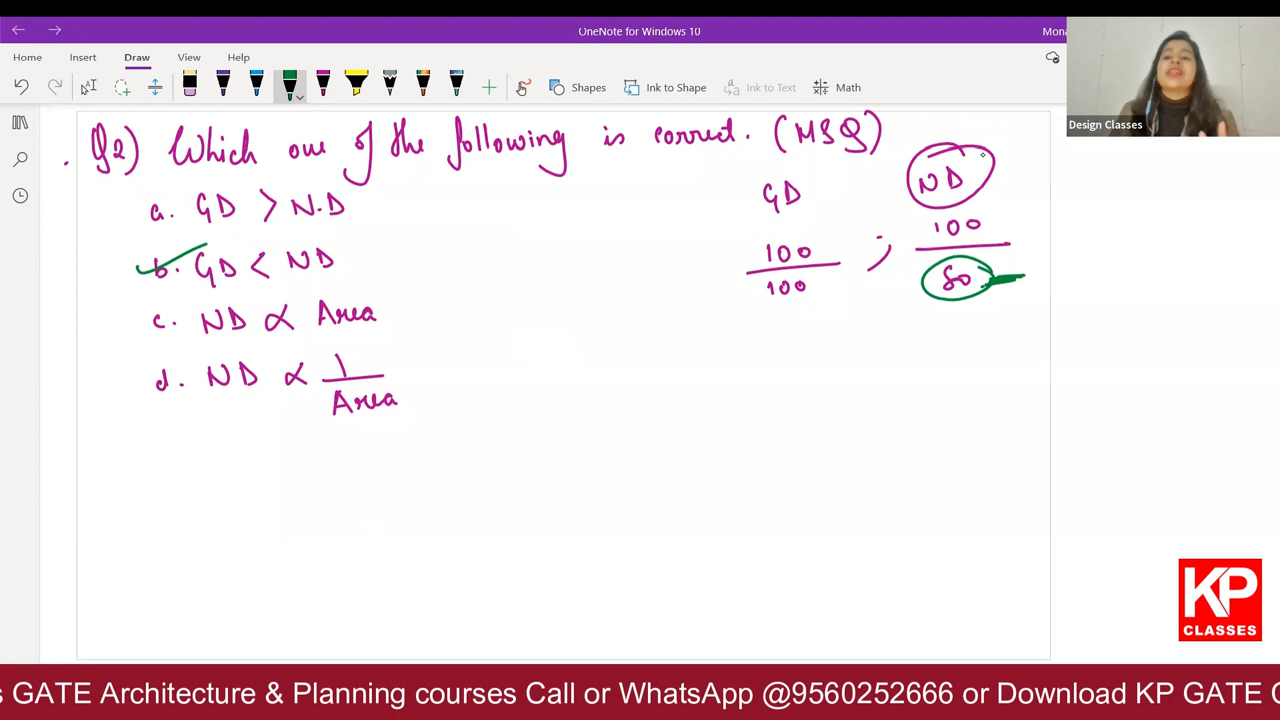 OneNote for Windows 10
Mona
Home Insert Draw View Help
Shapes Ink to Shape Ink to Text Math
Design Classes
Q2) Which one of the following is correct. (MSQ)
a. GD > N.D
b. GD < ND
c. ND ∝ Area
d. ND ∝ 1
Area
GD ND
100 ; 100
100 80
KP
CLASSES
s GATE Architecture & Planning courses Call or WhatsApp @9560252666 or Download KP GATE C